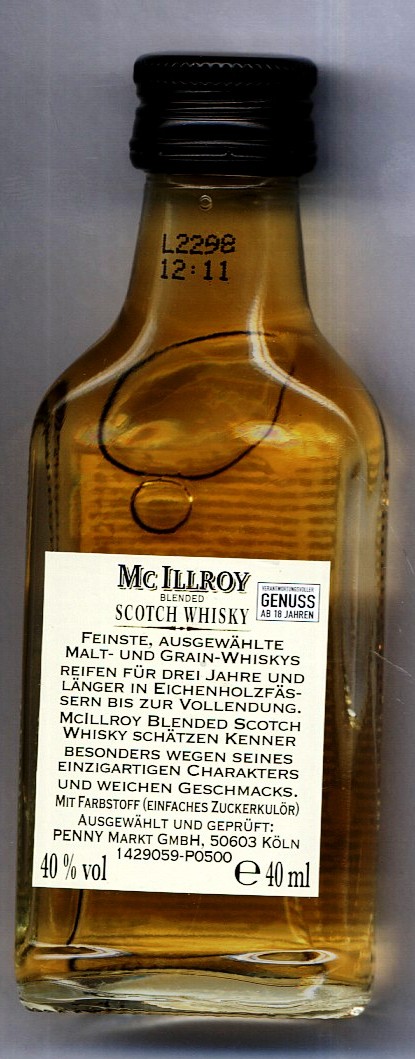 L2298
12:11
Mc Illroy
BLENDED
SCOTCH WHISKY
VERANTWORTUNGSVOLLER
GENUSS
AB 18 JAHREN
FEINSTE, AUSGEWÄHLTE
MALT- UND GRAIN-WHISKYS
REIFEN FÜR DREI JAHRE UND
LÄNGER IN EICHENHOLZFÄS-
SERN BIS ZUR VOLLENDUNG.
MCILLROY BLENDED SCOTCH
WHISKY SCHÄTZEN KENNER
BESONDERS WEGEN SEINES
EINZIGARTIGEN CHARAKTERS
UND WEICHEN GESCHMACKS.
MIT FARBSTOFF (EINFACHES ZUCKERKULÖR)
AUSGEWÄHLT UND GEPRÜFT:
PENNY MARKT GMBH, 50603 KÖLN
1429059-P0500
40 % vol ℮ 40 ml